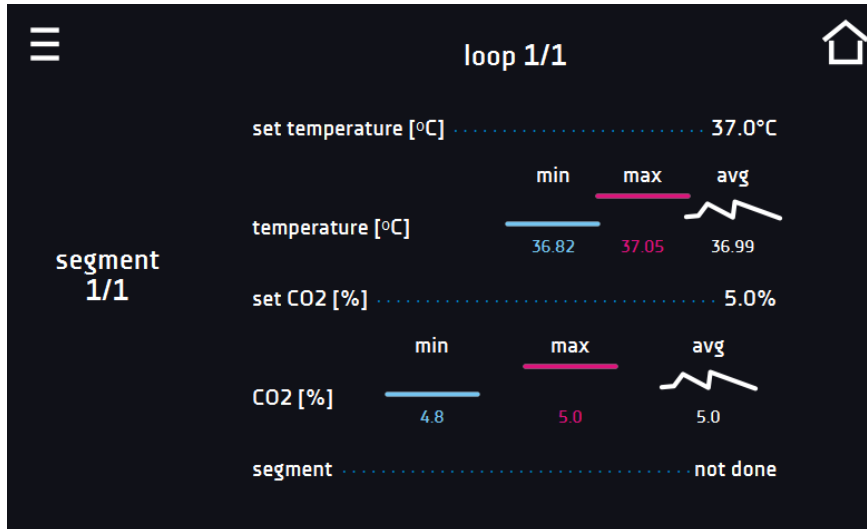 loop 1/1
set temperature [°C] 37.0°C
min max avg
temperature [°C]
36.82 37.05 36.99
segment
1/1
set CO2 [%] 5.0%
min max avg
CO2 [%]
4.8 5.0 5.0
segment not done